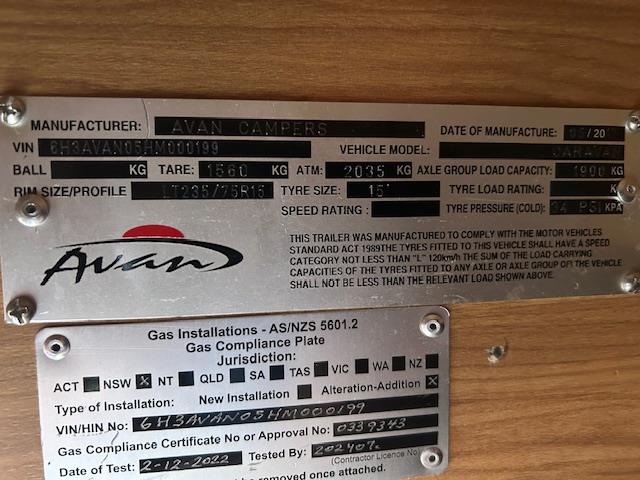 MANUFACTURER: AVAN CAMPERS DATE OF MANUFACTURE: /20
VIN 6H3AVAN05HM000199 VEHICLE MODEL: CARAVAN
BALL KG TARE: 1560 KG ATM: 2035 KG AXLE GROUP LOAD CAPACITY: 1900 KG
RIM SIZE/PROFILE LT235/75R15 TYRE SIZE: 15" TYRE LOAD RATING:
SPEED RATING: TYRE PRESSURE (COLD): 34 PSI KPA
Avan
THIS TRAILER WAS MANUFACTURED TO COMPLY WITH THE MOTOR VEHICLES
STANDARD ACT 1989THE TYRES FITTED TO THIS VEHICLE SHALL HAVE A SPEED
CATEGORY NOT LESS THAN "L" 120km/h THE SUM OF THE LOAD CARRYING
CAPACITIES OF THE TYRES FITTED TO ANY AXLE OR AXLE GROUP OF THE VEHICLE
SHALL NOT BE LESS THAN THE RELEVANT LOAD SHOWN ABOVE.
Gas Installations - AS/NZS 5601.2
Gas Compliance Plate
Jurisdiction:
ACT NSW X NT QLD SA TAS VIC WA NZ
Type of Installation: New Installation Alteration-Addition X
VIN/HIN No: 6H3AVAN05HM000199
Gas Compliance Certificate No or Approval No: 0339343
Date of Test: 2-12-2022 Tested By: 202407c
(Contractor Licence No)
be removed once attached.